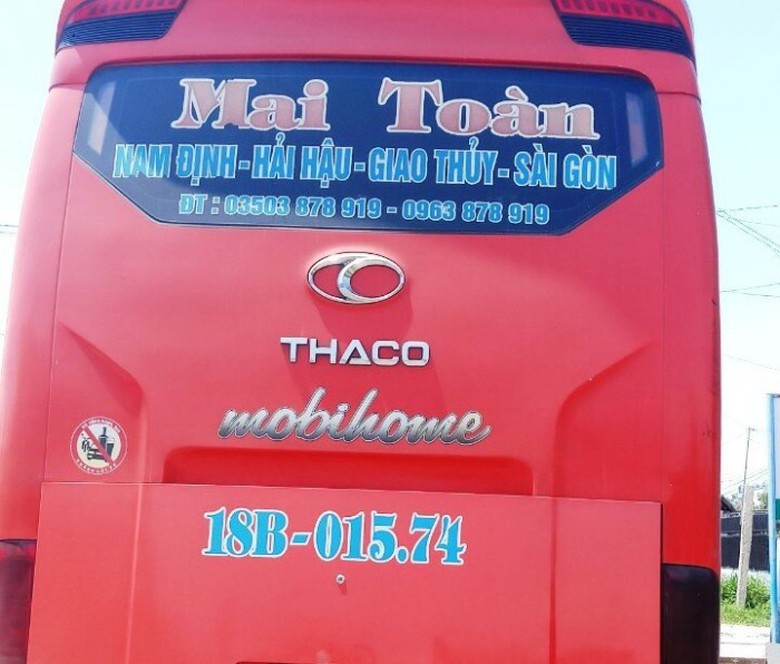 Mai Toàn
NAM ĐỊNH - HẢI HẬU - GIAO THỦY - SÀI GÒN
ĐT : 03503 878 919 - 0963 878 919
THACO
mobihome
18B-015.74